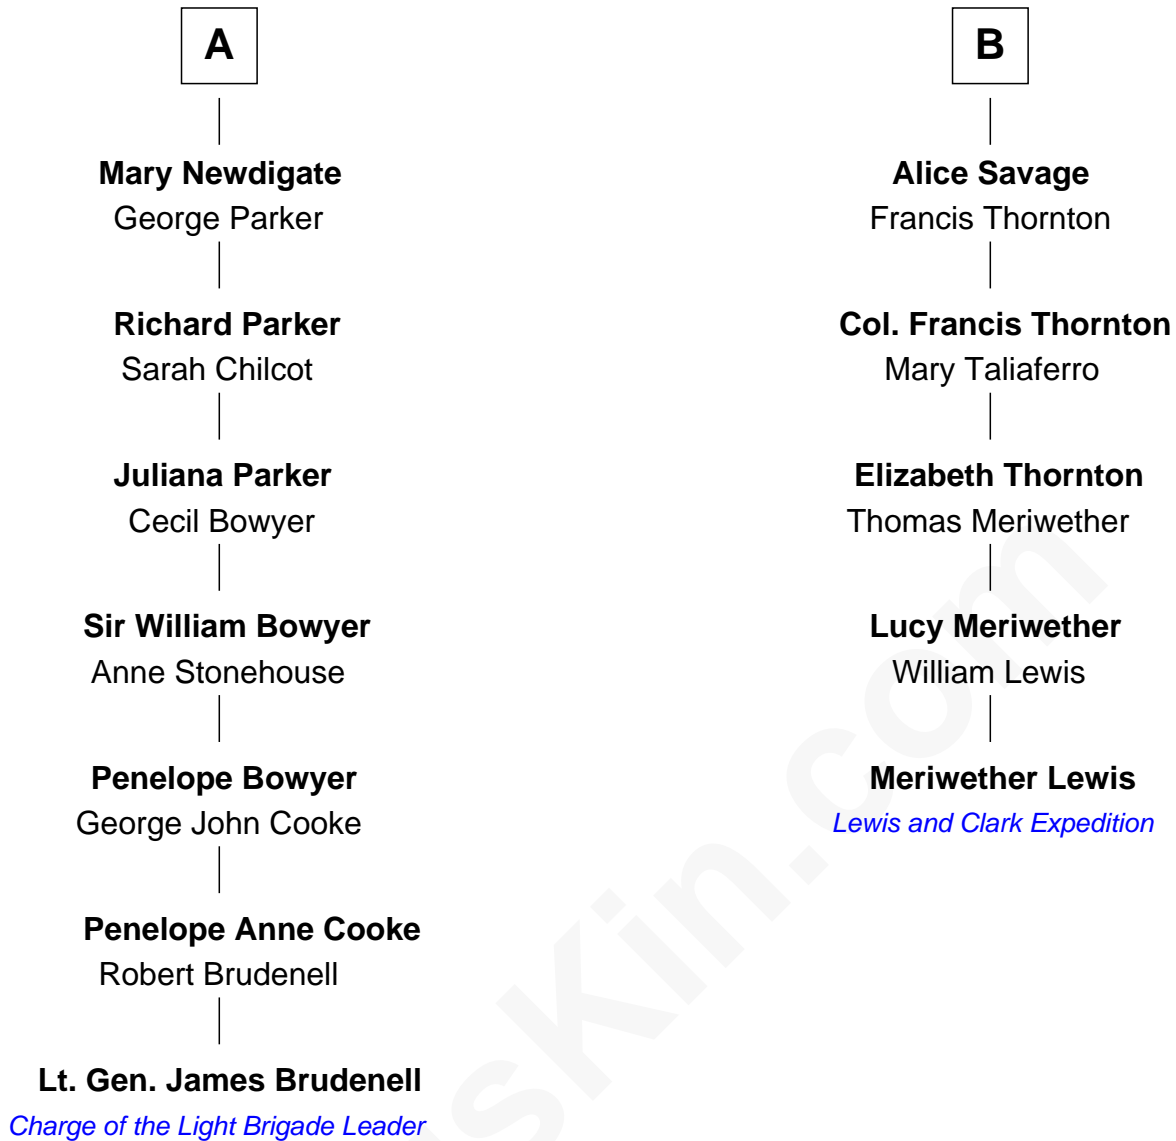 A
Mary Newdigate
George Parker
Richard Parker
Sarah Chilcot
Juliana Parker
Cecil Bowyer
Sir William Bowyer
Anne Stonehouse
Penelope Bowyer
George John Cooke
Penelope Anne Cooke
Robert Brudenell
Lt. Gen. James Brudenell
Charge of the Light Brigade Leader
B
Alice Savage
Francis Thornton
Col. Francis Thornton
Mary Taliaferro
Elizabeth Thornton
Thomas Meriwether
Lucy Meriwether
William Lewis
Meriwether Lewis
Lewis and Clark Expedition